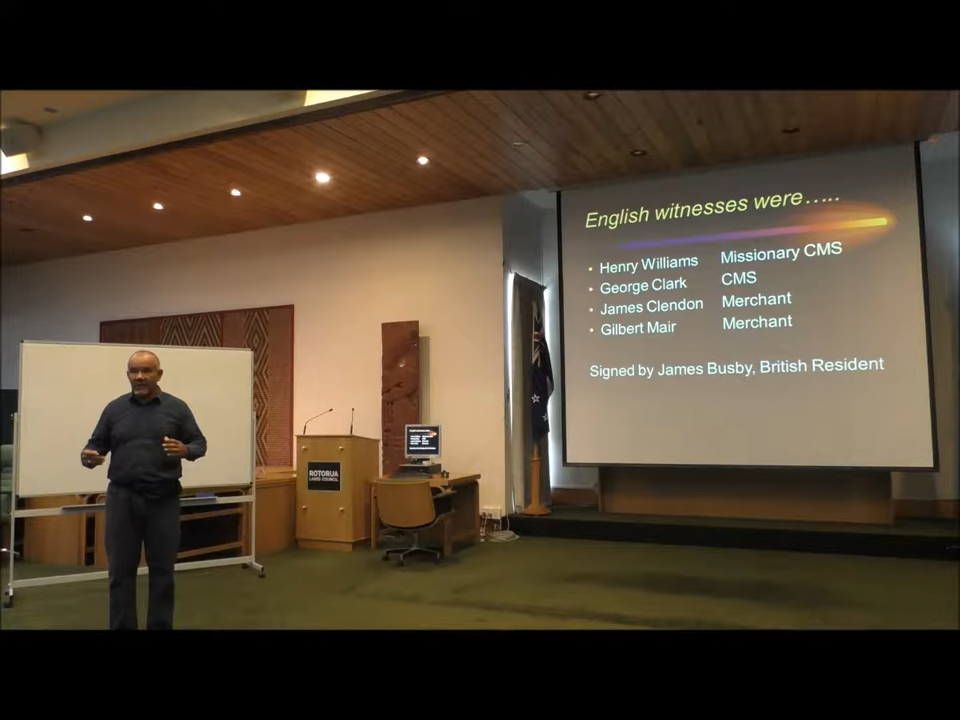 English witnesses were.....
• Henry Williams Missionary CMS
• George Clark CMS
• James Clendon Merchant
• Gilbert Mair Merchant
Signed by James Busby, British Resident
ROTORUA
LAKES COUNCIL